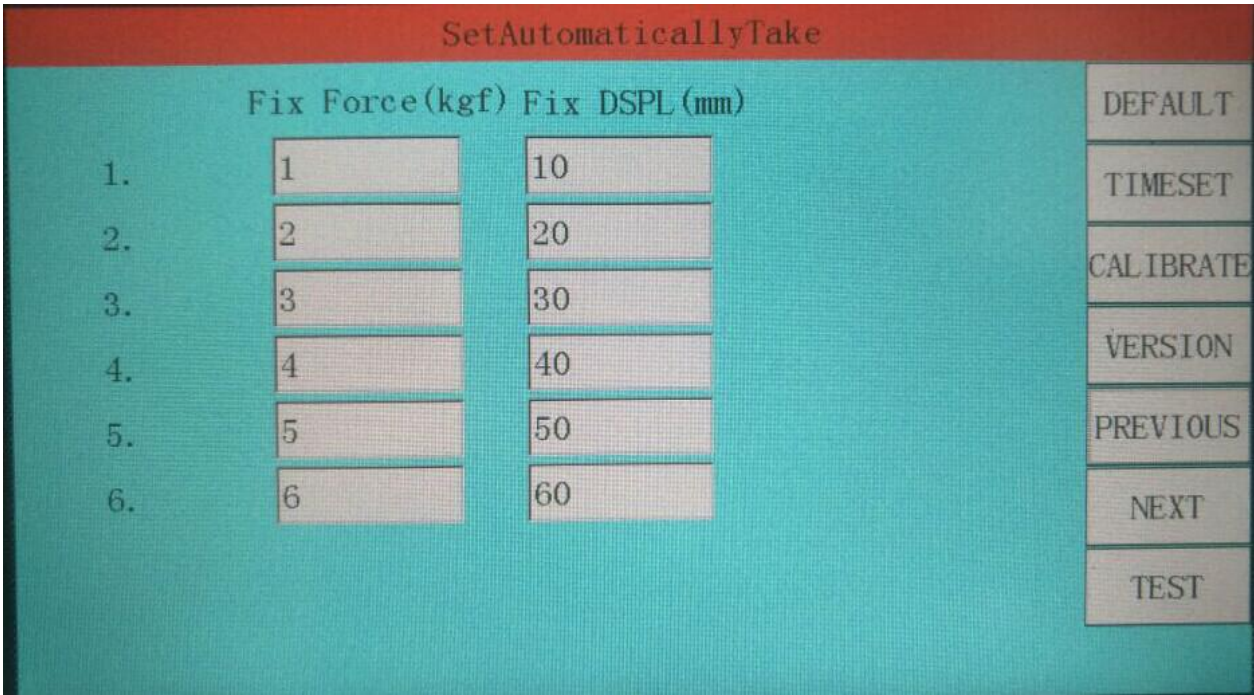 SetAutomaticallyTake
Fix Force(kgf) Fix DSPL(mm)
1. 1 10
2. 2 20
3. 3 30
4. 4 40
5. 5 50
6. 6 60
DEFAULT
TIMESET
CALIBRATE
VERSION
PREVIOUS
NEXT
TEST